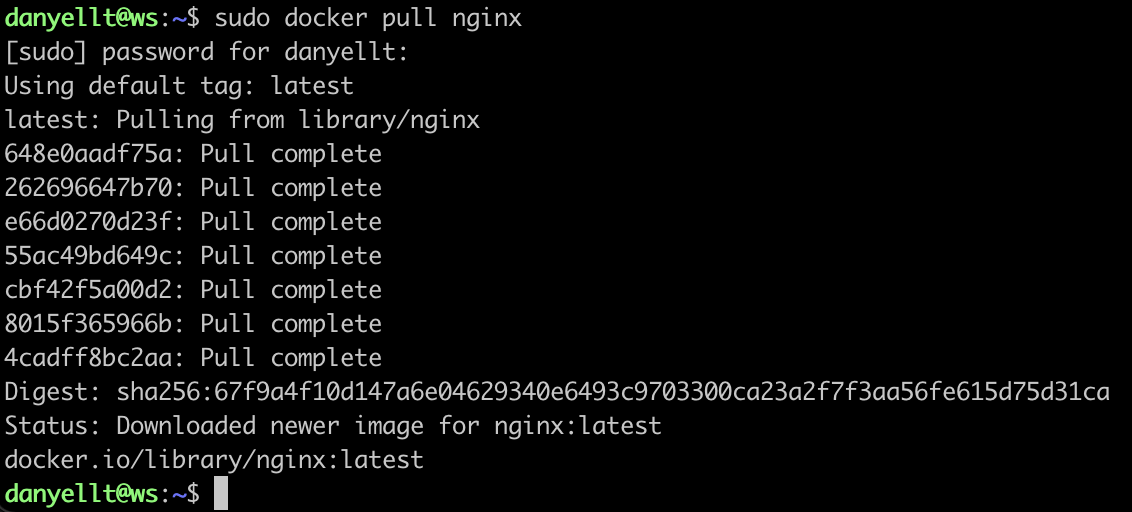 danyellt@ws:~$ sudo docker pull nginx
[sudo] password for danyellt:
Using default tag: latest
latest: Pulling from library/nginx
648e0aadf75a: Pull complete
262696647b70: Pull complete
e66d0270d23f: Pull complete
55ac49bd649c: Pull complete
cbf42f5a00d2: Pull complete
8015f365966b: Pull complete
4cadff8bc2aa: Pull complete
Digest: sha256:67f9a4f10d147a6e04629340e6493c9703300ca23a2f7f3aa56fe615d75d31ca
Status: Downloaded newer image for nginx:latest
docker.io/library/nginx:latest
danyellt@ws:~$